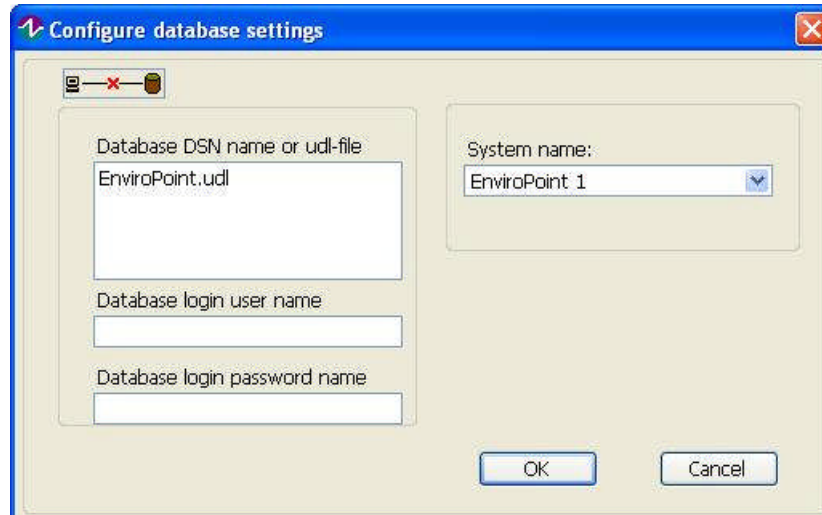 Configure database settings
Database DSN name or udl-file
EnviroPoint.udl
Database login user name
Database login password name
System name:
EnviroPoint 1
OK
Cancel